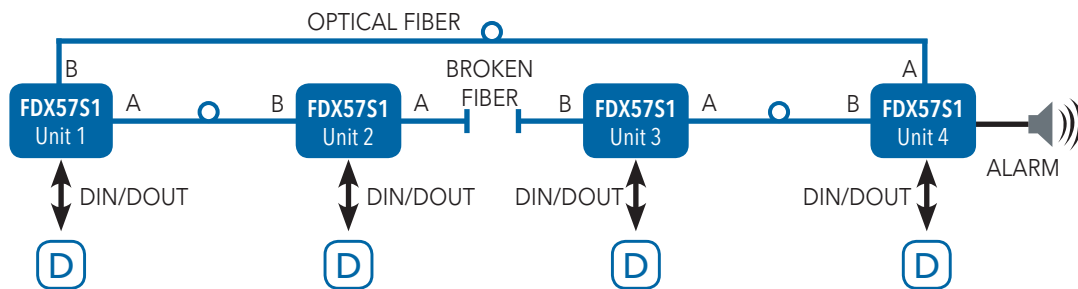 OPTICAL FIBER
B
A
BROKEN
FIBER
FDX57S1
Unit 1
A
B
FDX57S1
Unit 2
A
B
FDX57S1
Unit 3
A
B
FDX57S1
Unit 4
ALARM
DIN/DOUT
DIN/DOUT
DIN/DOUT
DIN/DOUT
D
D
D
D